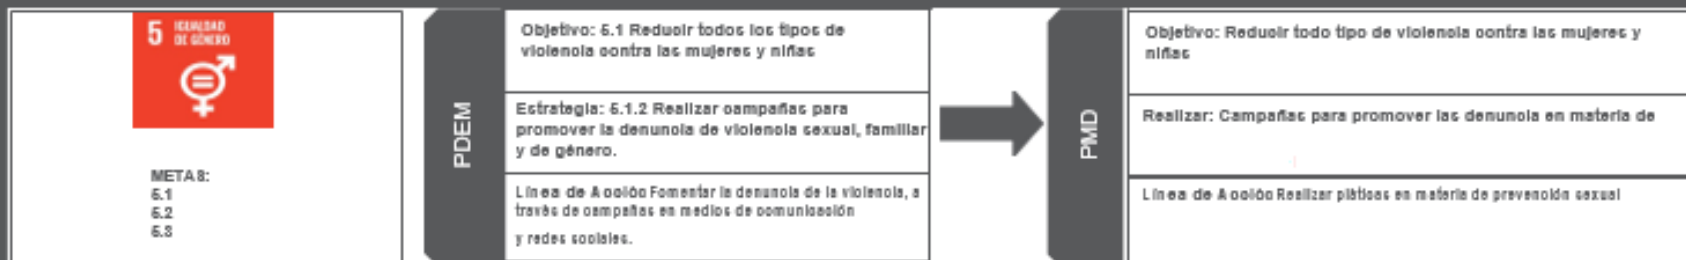 5 IGUALDAD
DE GÉNERO
METAS:
5.1
5.2
5.3
PDEM
Objetivo: 5.1 Reducir todos los tipos de
violencia contra las mujeres y niñas
Estrategia: 5.1.2 Realizar campañas para
promover la denuncia de violencia sexual, familiar
y de género.
Línea de Acción Fomentar la denuncia de la violencia, a
través de campañas en medios de comunicación
y redes sociales.
PMD
Objetivo: Reducir todo tipo de violencia contra las mujeres y
niñas
Realizar: Campañas para promover las denuncia en materia de
Línea de Acción Realizar pláticas en materia de prevención sexual